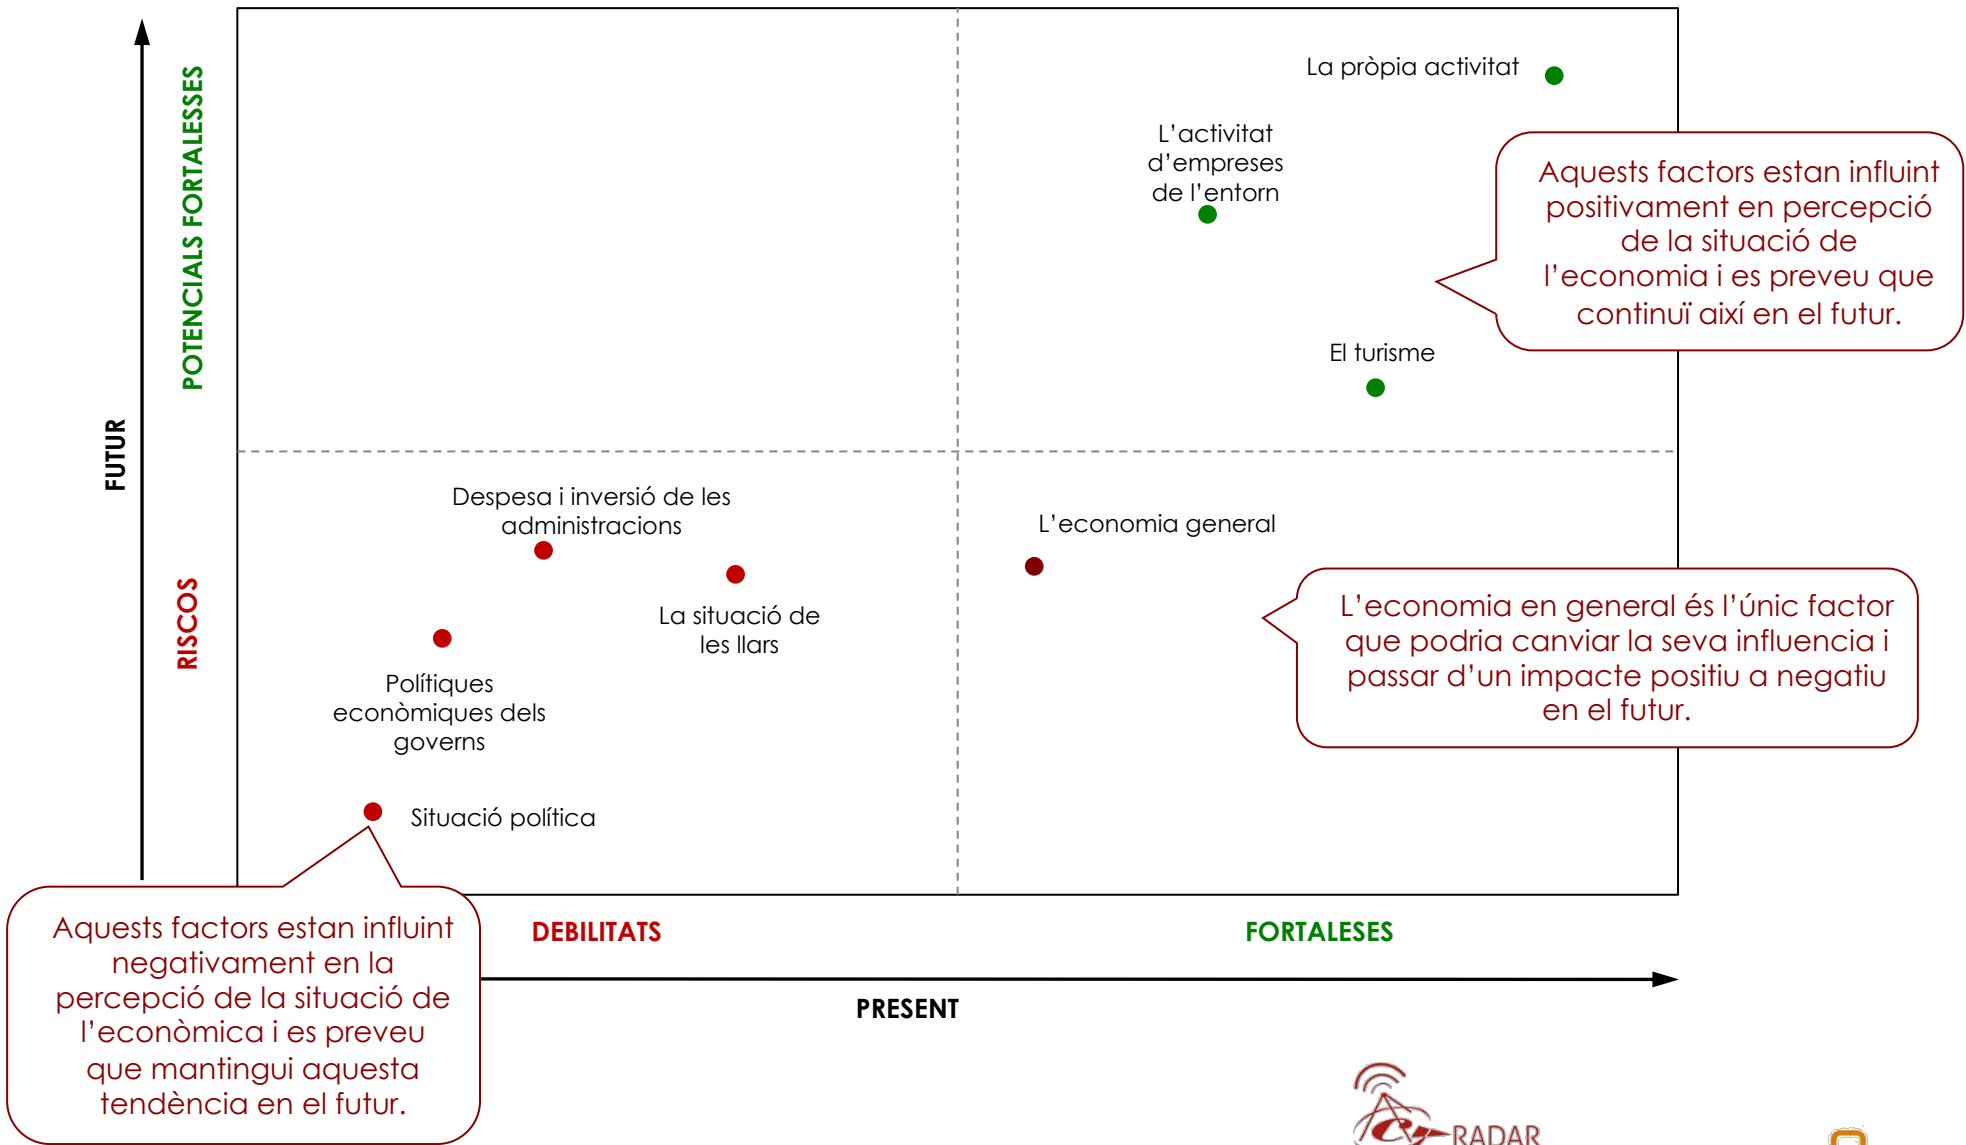 La pròpia activitat
L'activitat
d'empreses
de l'entorn
Aquests factors estan influint
positivament en percepció
de la situació de
l'economia i es preveu que
continuï així en el futur.
El turisme
POTENCIALS FORTALESSES
FUTUR
RISCOS
Despesa i inversió de les
administracions
L'economia general
La situació de
les llars
L'economia en general és l'únic factor
que podria canviar la seva influencia i
passar d'un impacte positiu a negatiu
en el futur.
Polítiques
econòmiques dels
governs
Situació política
Aquests factors estan influint
negativament en la
percepció de la situació de
l'econòmica i es preveu
que mantingui aquesta
tendència en el futur.
DEBILITATS
FORTALESES
PRESENT
RADAR